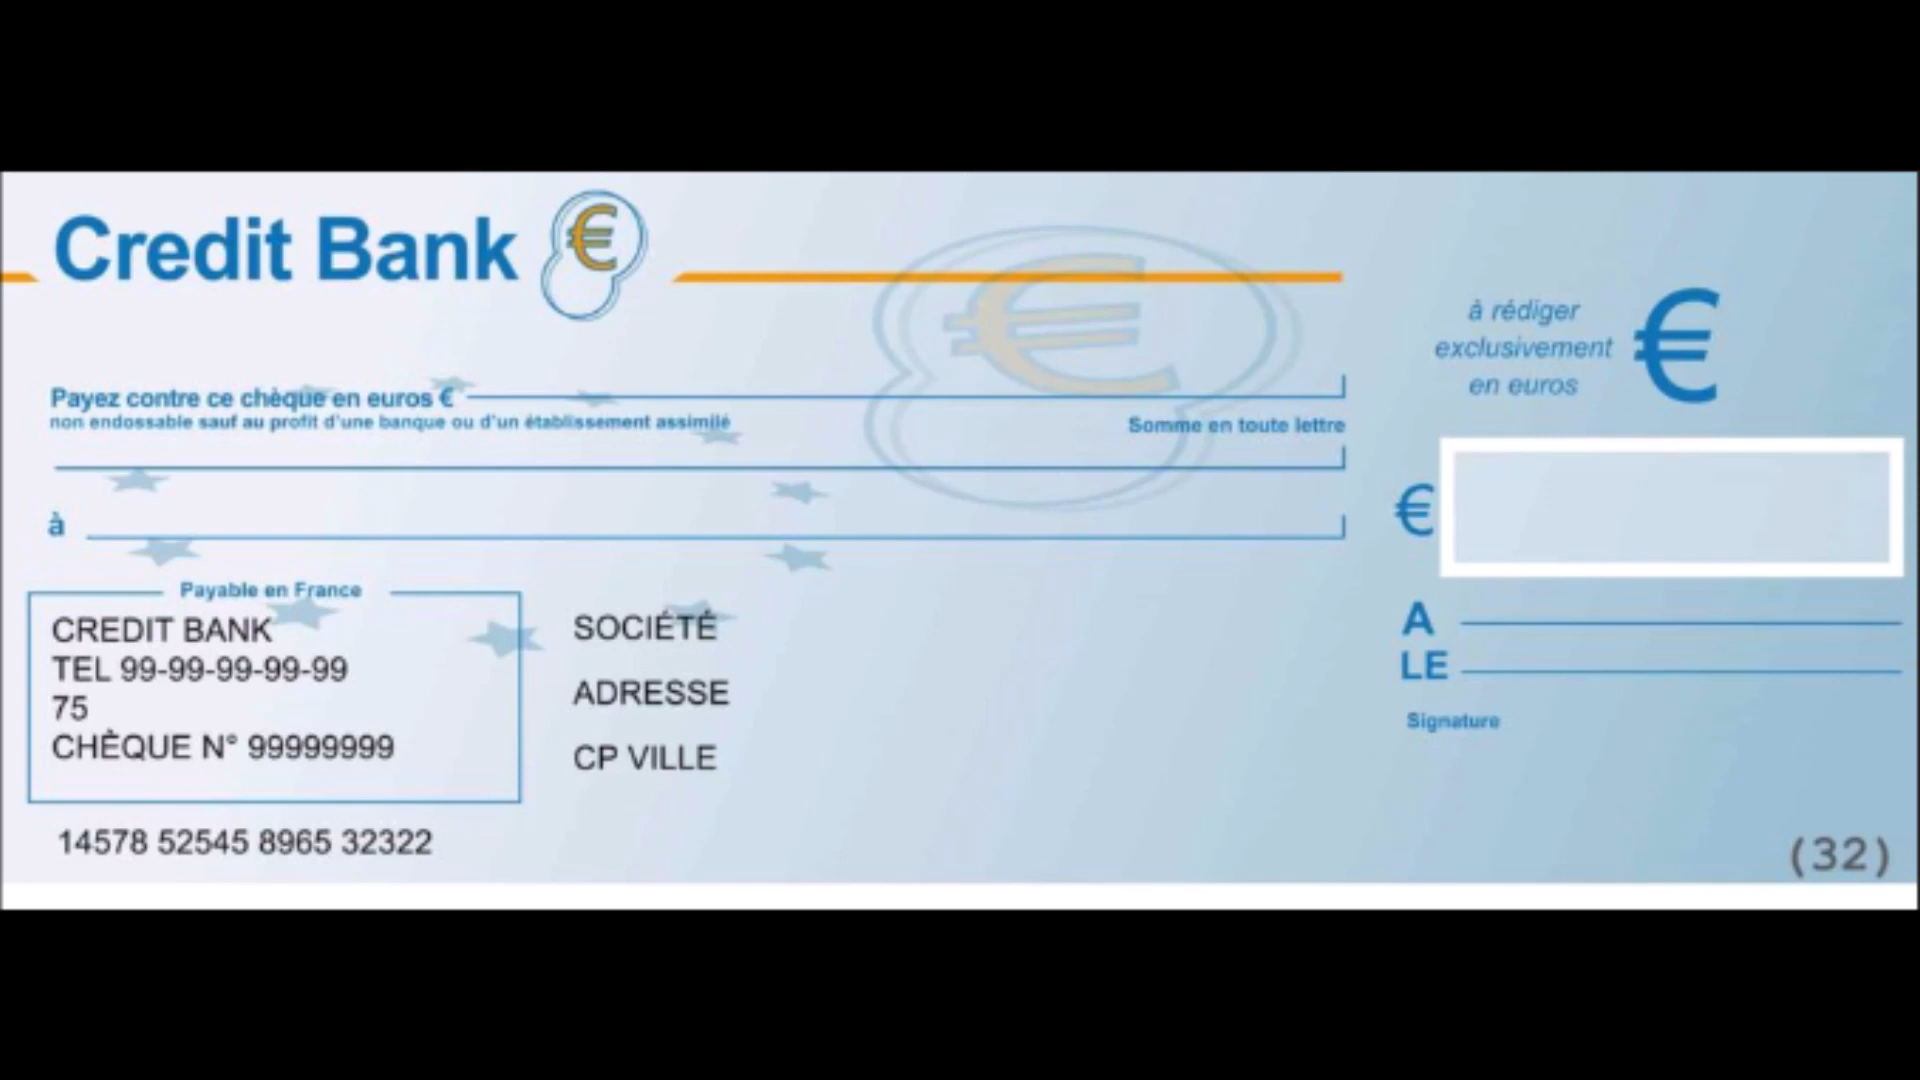 Credit Bank €
à rédiger
exclusivement
en euros
€
Payez contre ce chèque en euros €
non endossable sauf au profit d'une banque ou d'un établissement assimilé
Somme en toute lettre
à
€
Payable en France
CREDIT BANK
TEL 99-99-99-99-99
75
CHÈQUE N° 99999999
SOCIÉTÉ
ADRESSE
CP VILLE
A
LE
Signature
14578 52545 8965 32322
(32)